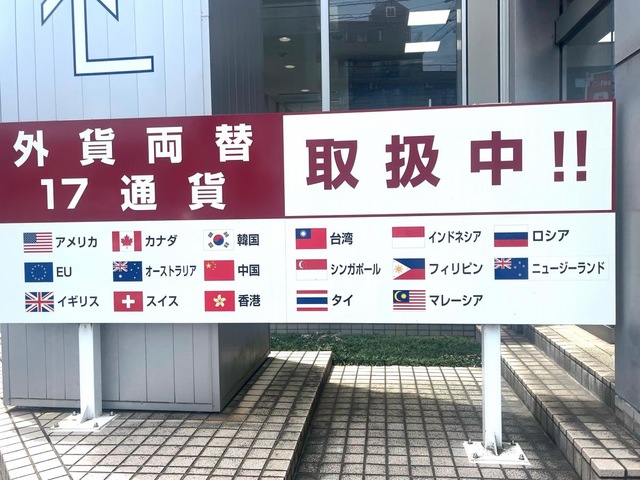 外貨両替
17通貨
取扱中!!
アメリカ カナダ 韓国 台湾 インドネシア ロシア
EU オーストラリア 中国 シンガポール フィリピン ニュージーランド
イギリス スイス 香港 タイ マレーシア